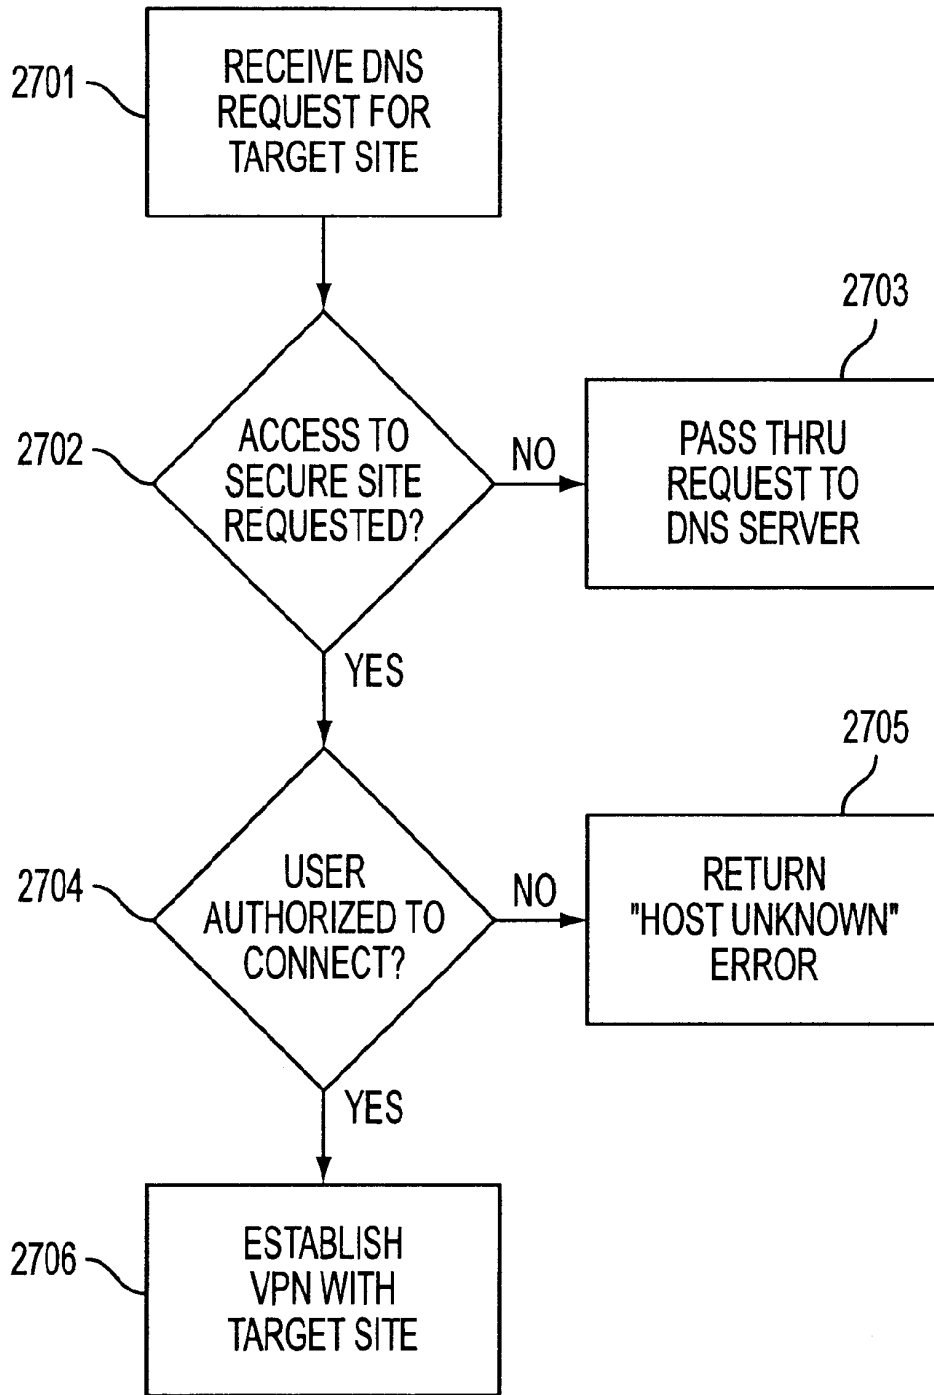 2701
RECEIVE DNS
REQUEST FOR
TARGET SITE
2702
ACCESS TO
SECURE SITE
REQUESTED?
NO
2703
PASS THRU
REQUEST TO
DNS SERVER
YES
2704
USER
AUTHORIZED TO
CONNECT?
NO
2705
RETURN
"HOST UNKNOWN"
ERROR
YES
2706
ESTABLISH
VPN WITH
TARGET SITE